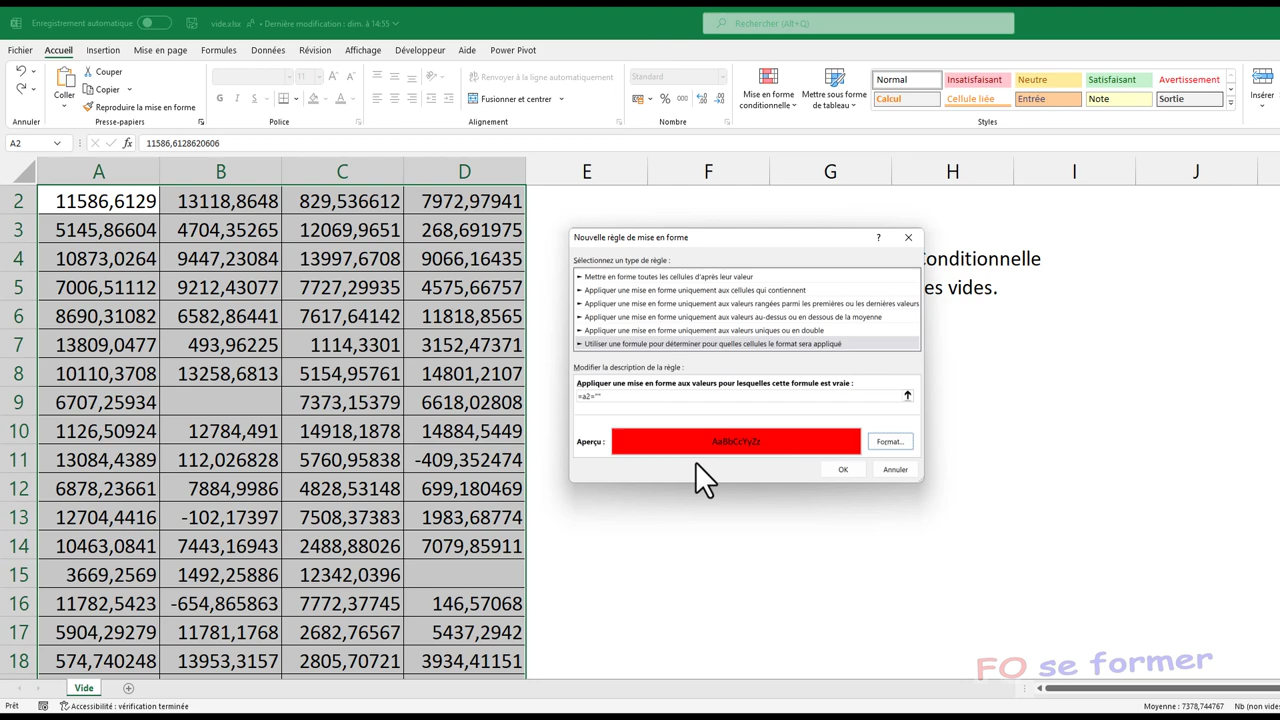 Enregistrement automatique
vide.xlsx
Dernière modification : dim. à 14:55
Rechercher (Alt+Q)
Fichier Accueil Insertion Mise en page Formules Données Révision Affichage Développeur Aide Power Pivot
Annuler
Coller
Couper
Copier
Reproduire la mise en forme
Presse-papiers
11
G I S
Police
Renvoyer à la ligne automatiquement
Fusionner et centrer
Alignement
Standard
% 000
Nombre
Mise en forme
conditionnelle
Mettre sous forme
de tableau
Normal Insatisfaisant Neutre Satisfaisant Avertissement
Calcul Cellule liée Entrée Note Sortie
Styles
Insérer
A2 fx 11586,6128620606
A B C D E F G H I J
2 11586,6129 13118,8648 829,536612 7972,97941
3 5145,86604 4704,35265 12069,9651 268,691975
4 10873,0264 9447,23084 13997,6708 9066,16435
5 7006,51112 9212,43077 7727,29935 4575,66757
6 8690,31082 6582,86441 7617,64142 11818,8565
7 13809,0477 493,96225 1114,3301 3152,47371
8 10110,3708 13258,6813 5154,95761 14801,2107
9 6707,25934 7373,15379 6618,02808
10 1126,50924 12784,491 14918,1878 14884,5449
11 13084,4389 112,026828 5760,95838 -409,352474
12 6878,23661 7884,9986 4828,53148 699,180469
13 12704,4416 -102,17397 7508,37383 1983,68774
14 10463,0841 7443,16943 2488,88026 7079,85911
15 3669,2569 1492,25886 12342,0396
16 11782,5423 -654,865863 7772,37745 146,57068
17 5904,29279 11781,1768 2682,76567 5437,2942
18 574,740248 13953,3157 2805,70721 3934,41151
onditionnelle
es vides.
Nouvelle règle de mise en forme ?
Sélectionnez un type de règle :
► Mettre en forme toutes les cellules d'après leur valeur
► Appliquer une mise en forme uniquement aux cellules qui contiennent
► Appliquer une mise en forme uniquement aux valeurs rangées parmi les premières ou les dernières valeurs
► Appliquer une mise en forme uniquement aux valeurs au-dessus ou en dessous de la moyenne
► Appliquer une mise en forme uniquement aux valeurs uniques ou en double
► Utiliser une formule pour déterminer pour quelles cellules le format sera appliqué
Modifier la description de la règle :
Appliquer une mise en forme aux valeurs pour lesquelles cette formule est vraie :
=a2=""
Aperçu : AaBbCcYyZz Format...
OK Annuler
FO se former
Vide
Prêt Accessibilité : vérification terminée Moyenne : 7378,744767 Nb (non vides